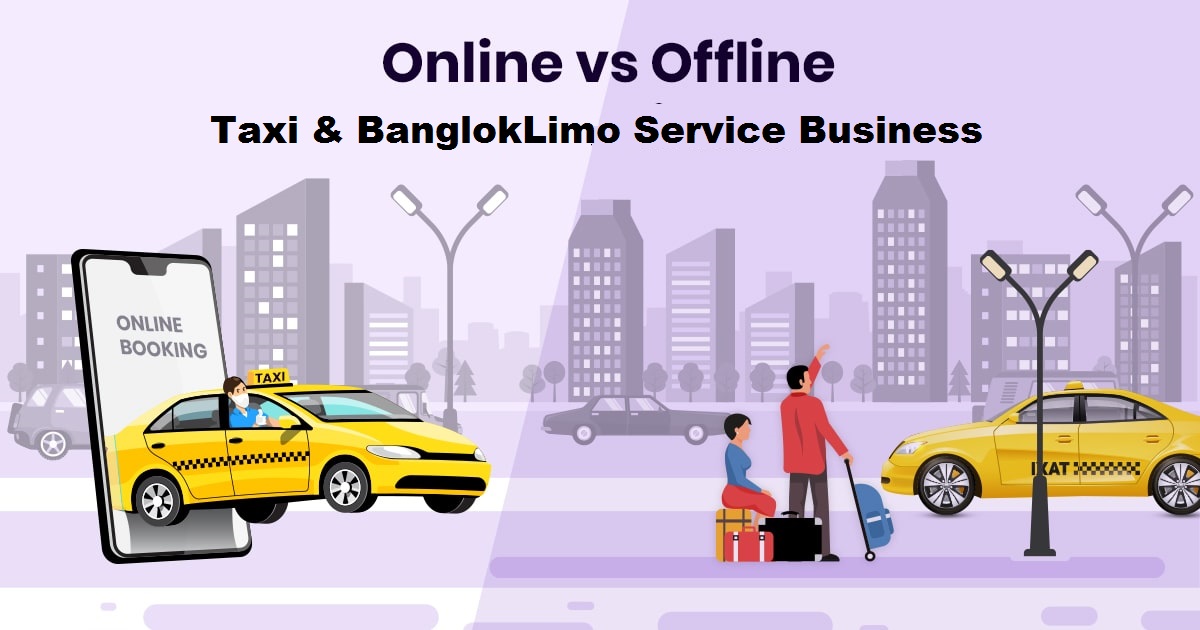 Online vs Offline
Taxi & BanglokLimo Service Business
ONLINE
BOOKING
TAXI
IXAT